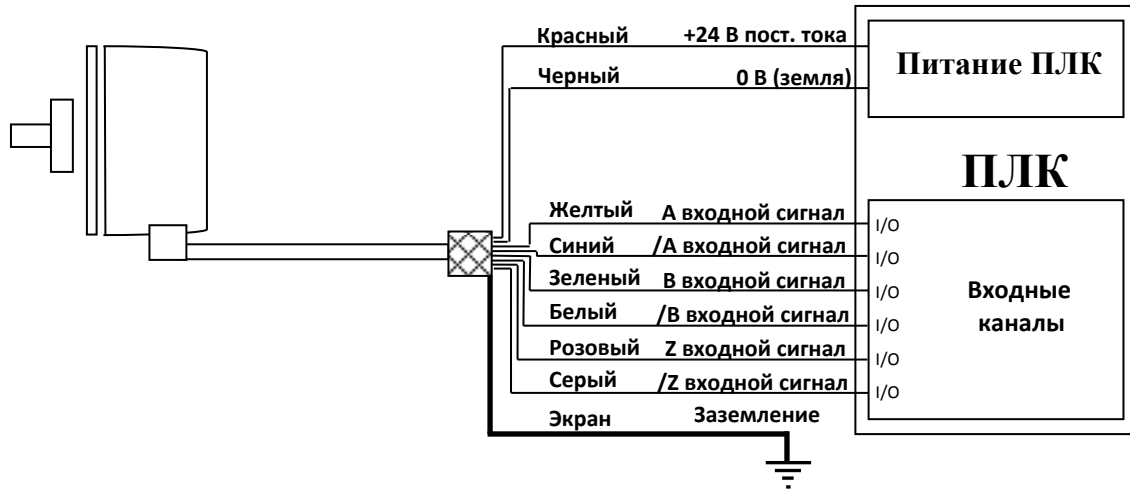 Красный +24 В пост. тока
Черный 0 В (земля)
Питание ПЛК
ПЛК
Желтый А входной сигнал
Синий /А входной сигнал
Зеленый В входной сигнал
Белый /В входной сигнал
Розовый Z входной сигнал
Серый /Z входной сигнал
Экран Заземление
I/O
I/O
I/O
I/O
I/O
I/O
Входные
каналы